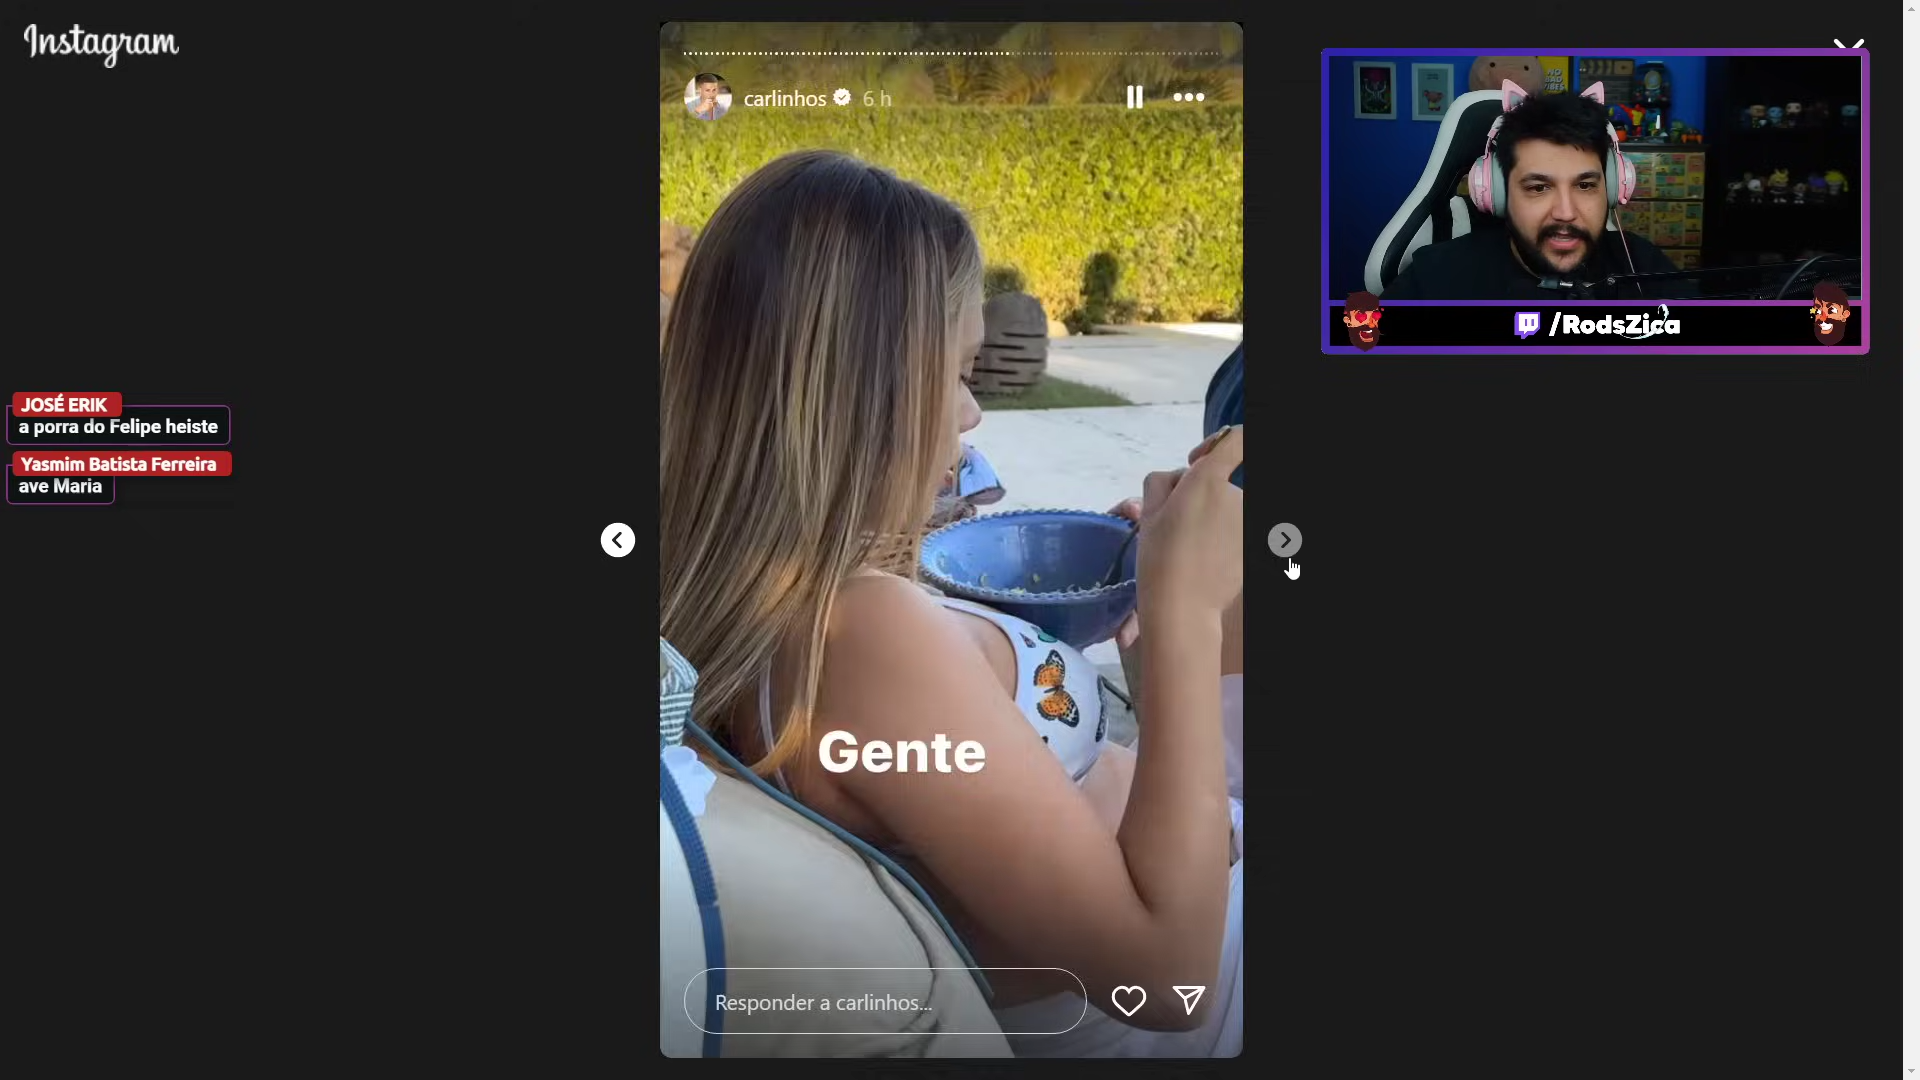 Instagram
carlinhos 6 h
/RodsZica
JOSÉ ERIK
a porra do Felipe heiste
Yasmim Batista Ferreira
ave Maria
Gente
Responder a carlinhos...